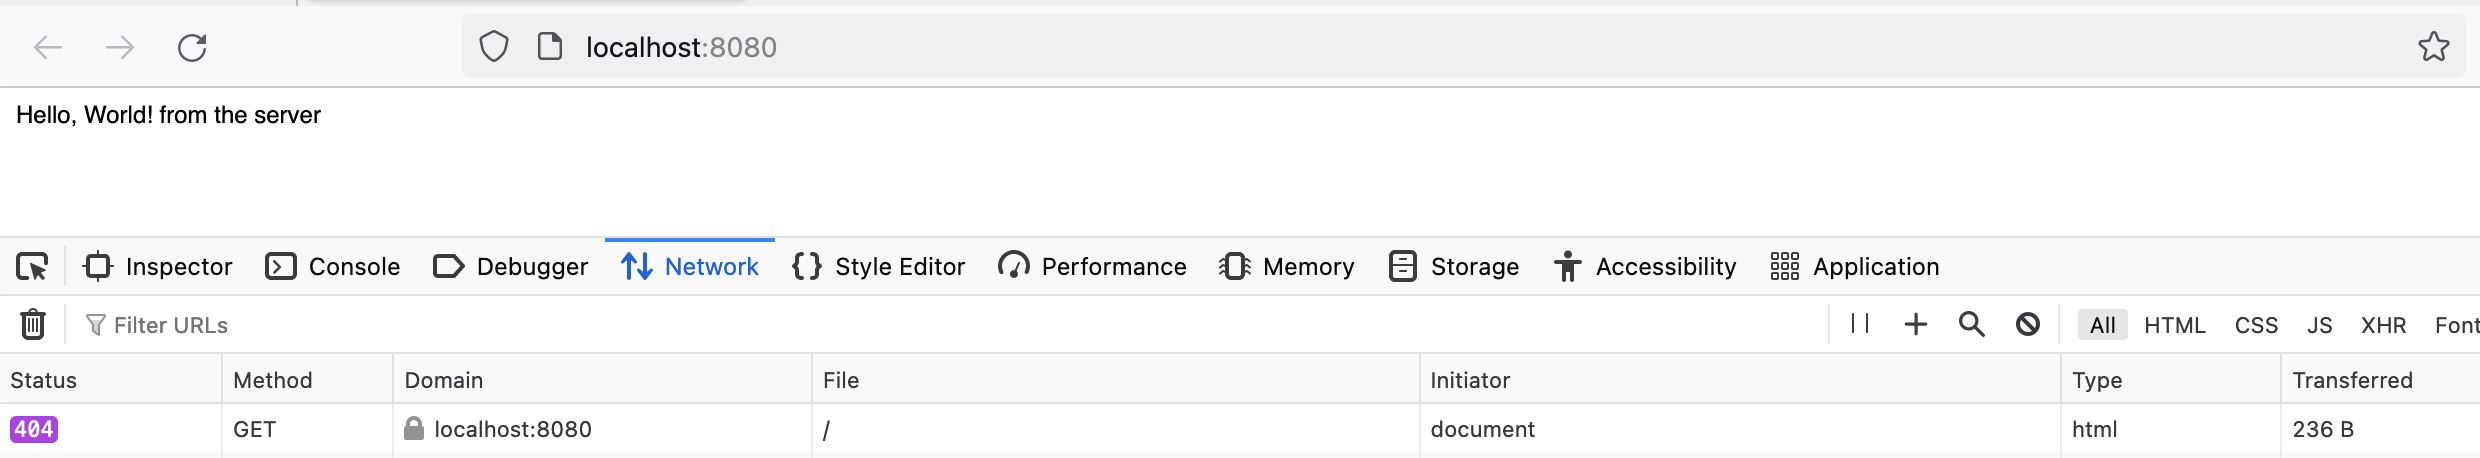 localhost:8080
Hello, World! from the server
Inspector Console Debugger Network Style Editor Performance Memory Storage Accessibility Application
Filter URLs All HTML CSS JS XHR Font
Status Method Domain File Initiator Type Transferred
404 GET localhost:8080 / document html 236 B